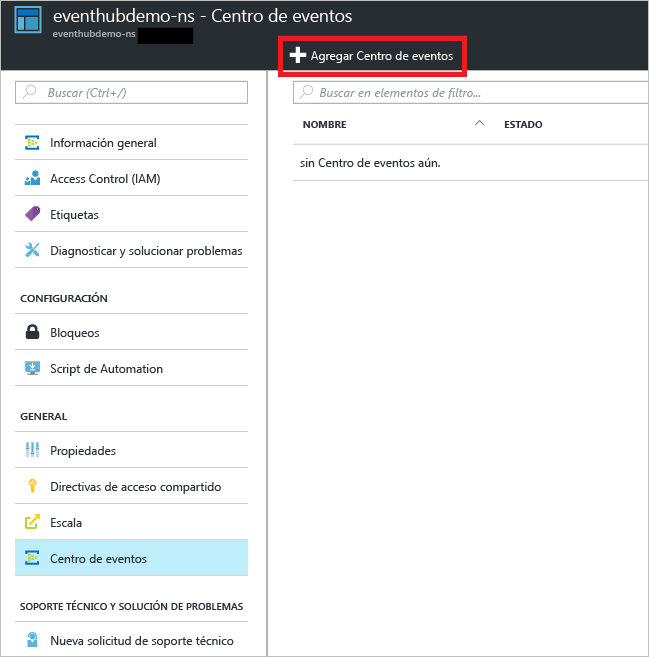 eventhubdemo-ns - Centro de eventos
eventhubdemo-ns
Agregar Centro de eventos
Buscar (Ctrl+/)
Información general
Access Control (IAM)
Etiquetas
Diagnosticar y solucionar problemas
CONFIGURACIÓN
Bloqueos
Script de Automation
GENERAL
Propiedades
Directivas de acceso compartido
Escala
Centro de eventos
SOPORTE TÉCNICO Y SOLUCIÓN DE PROBLEMAS
Nueva solicitud de soporte técnico
Buscar en elementos de filtro...
NOMBRE ESTADO
sin Centro de eventos aún.